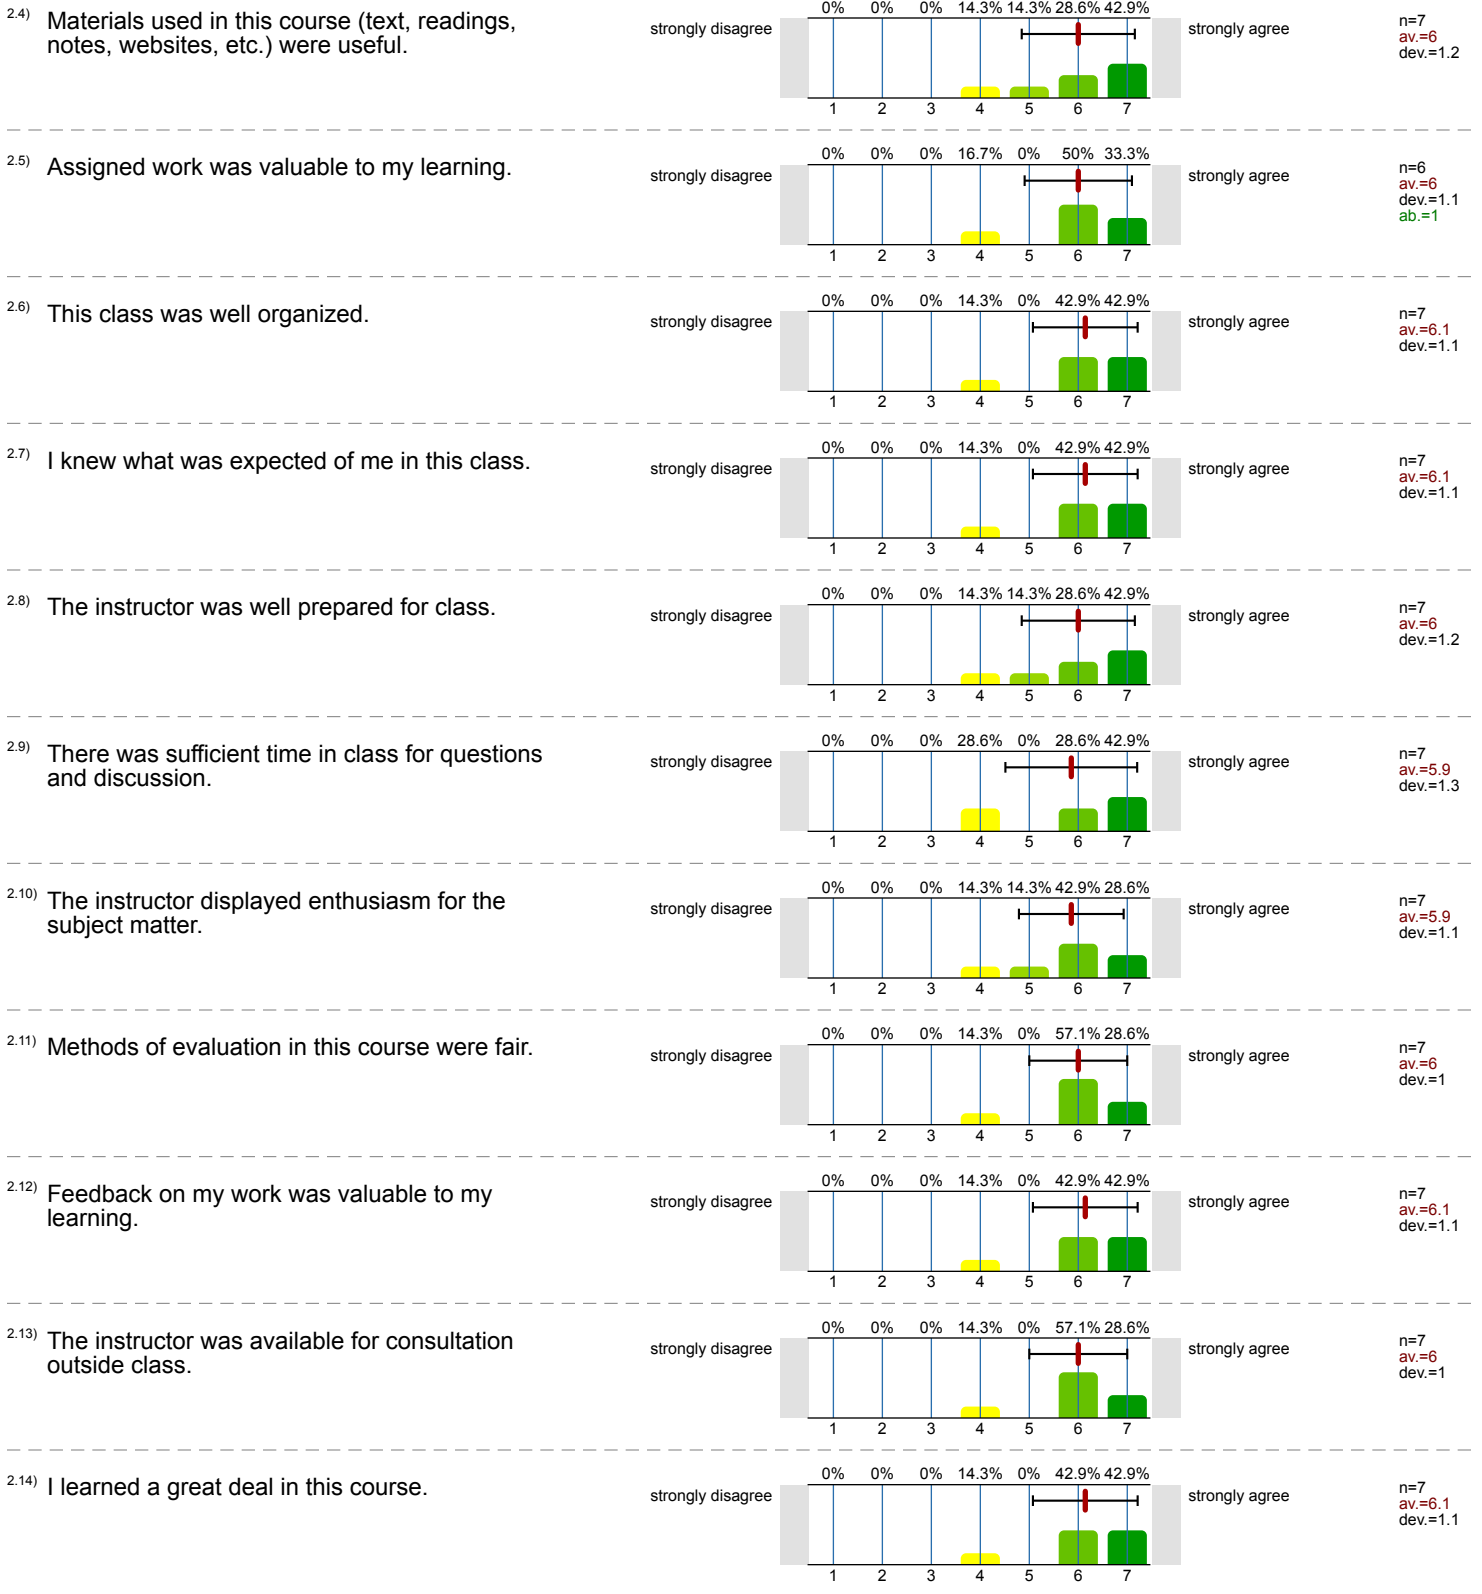 2.4) Materials used in this course (text, readings,
notes, websites, etc.) were useful.
strongly disagree
0% 0% 0% 14.3% 14.3% 28.6% 42.9%
1 2 3 4 5 6 7
strongly agree
n=7
av.=6
dev.=1.2
2.5) Assigned work was valuable to my learning.
strongly disagree
0% 0% 0% 16.7% 0% 50% 33.3%
1 2 3 4 5 6 7
strongly agree
n=6
av.=6
dev.=1.1
ab.=1
2.6) This class was well organized.
strongly disagree
0% 0% 0% 14.3% 0% 42.9% 42.9%
1 2 3 4 5 6 7
strongly agree
n=7
av.=6.1
dev.=1.1
2.7) I knew what was expected of me in this class.
strongly disagree
0% 0% 0% 14.3% 0% 42.9% 42.9%
1 2 3 4 5 6 7
strongly agree
n=7
av.=6.1
dev.=1.1
2.8) The instructor was well prepared for class.
strongly disagree
0% 0% 0% 14.3% 14.3% 28.6% 42.9%
1 2 3 4 5 6 7
strongly agree
n=7
av.=6
dev.=1.2
2.9) There was sufficient time in class for questions
and discussion.
strongly disagree
0% 0% 0% 28.6% 0% 28.6% 42.9%
1 2 3 4 5 6 7
strongly agree
n=7
av.=5.9
dev.=1.3
2.10) The instructor displayed enthusiasm for the
subject matter.
strongly disagree
0% 0% 0% 14.3% 14.3% 42.9% 28.6%
1 2 3 4 5 6 7
strongly agree
n=7
av.=5.9
dev.=1.1
2.11) Methods of evaluation in this course were fair.
strongly disagree
0% 0% 0% 14.3% 0% 57.1% 28.6%
1 2 3 4 5 6 7
strongly agree
n=7
av.=6
dev.=1
2.12) Feedback on my work was valuable to my
learning.
strongly disagree
0% 0% 0% 14.3% 0% 42.9% 42.9%
1 2 3 4 5 6 7
strongly agree
n=7
av.=6.1
dev.=1.1
2.13) The instructor was available for consultation
outside class.
strongly disagree
0% 0% 0% 14.3% 0% 57.1% 28.6%
1 2 3 4 5 6 7
strongly agree
n=7
av.=6
dev.=1
2.14) I learned a great deal in this course.
strongly disagree
0% 0% 0% 14.3% 0% 42.9% 42.9%
1 2 3 4 5 6 7
strongly agree
n=7
av.=6.1
dev.=1.1